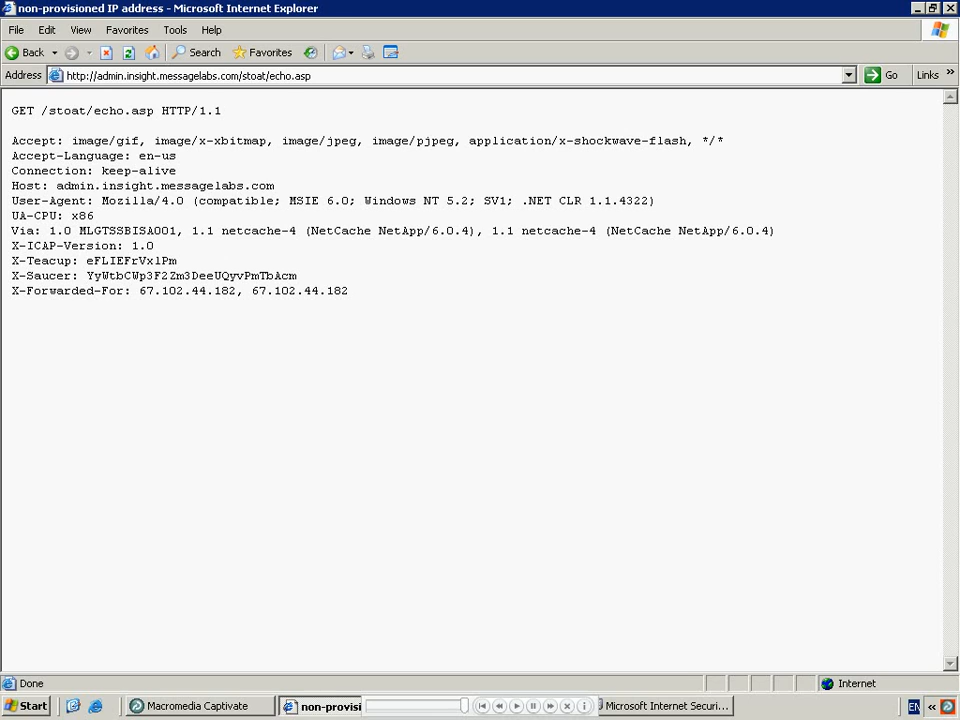 non-provisioned IP address - Microsoft Internet Explorer
File Edit View Favorites Tools Help
Back Search Favorites
Address http://admin.insight.messagelabs.com/stoat/echo.asp Go Links »
GET /stoat/echo.asp HTTP/1.1
Accept: image/gif, image/x-xbitmap, image/jpeg, image/pjpeg, application/x-shockwave-flash, */*
Accept-Language: en-us
Connection: keep-alive
Host: admin.insight.messagelabs.com
User-Agent: Mozilla/4.0 (compatible; MSIE 6.0; Windows NT 5.2; SV1; .NET CLR 1.1.4322)
UA-CPU: x86
Via: 1.0 MLGTSSBISA001, 1.1 netcache-4 (NetCache NetApp/6.0.4), 1.1 netcache-4 (NetCache NetApp/6.0.4)
X-ICAP-Version: 1.0
X-Teacup: eFLIEFrVxlPm
X-Saucer: YyWtbCWp3F2Zm3DeeUQyvPmTbAcm
X-Forwarded-For: 67.102.44.182, 67.102.44.182
Done Internet
Start Macromedia Captivate non-provisi Microsoft Internet Securi... EN «